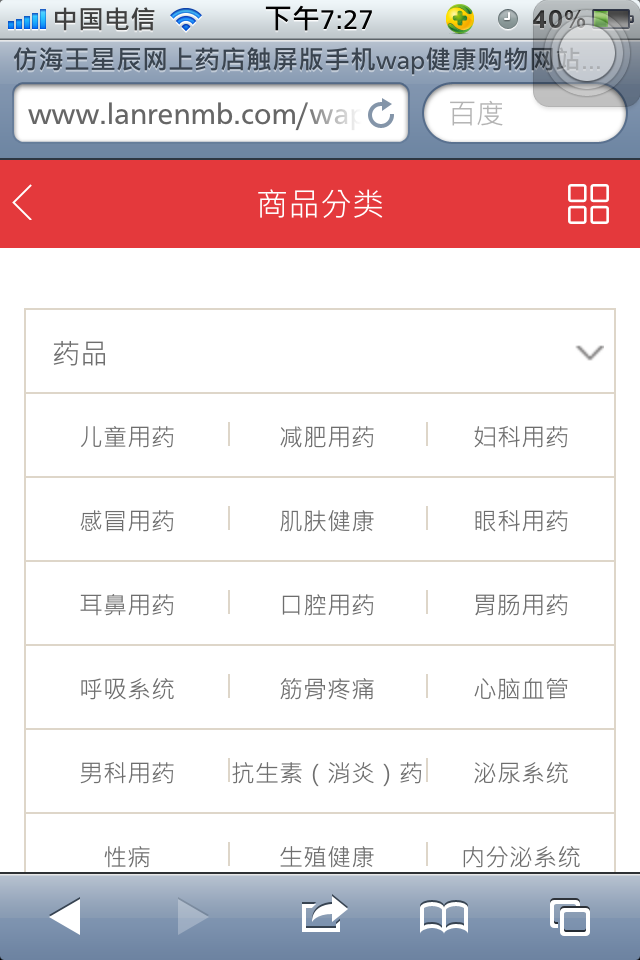 中国电信 下午7:27 40%
仿海王星辰网上药店触屏版手机wap健康购物网站...
www.lanrenmb.com/wap 百度
商品分类
药品
儿童用药 减肥用药 妇科用药
感冒用药 肌肤健康 眼科用药
耳鼻用药 口腔用药 胃肠用药
呼吸系统 筋骨疼痛 心脑血管
男科用药 抗生素（消炎）药 泌尿系统
性病 生殖健康 内分泌系统